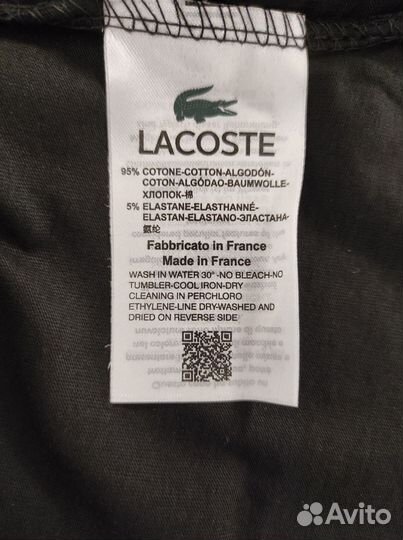 LACOSTE
95% COTONE-COTTON-ALGODÓN-
COTON-ALGÔDAO-BAUMWOLLE-
ХЛОПОК-棉
5% ELASTANE-ELASTHANNÉ-
ELASTAN-ELASTANO-ЭЛАСТАНА-
氨纶
Fabbricato in France
Made in France
WASH IN WATER 30°-NO BLEACH-NO
TUMBLER-COOL IRON-DRY
CLEANING IN PERCHLORO
ETHYLENE-LINE DRY-WASHED AND
DRIED ON REVERSE SIDE
Avito